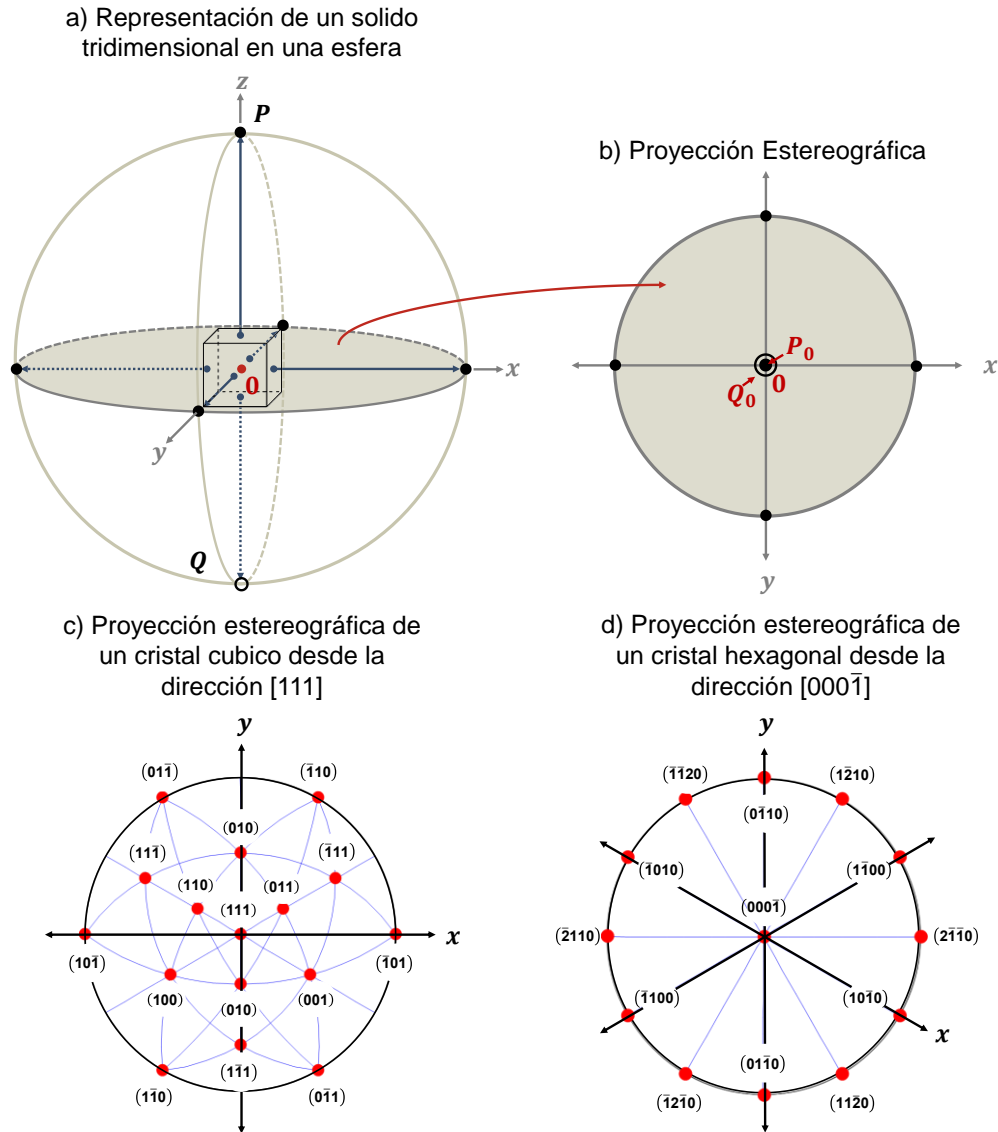 a) Representación de un solido
tridimensional en una esfera
z
P
x
0
y
Q
b) Proyección Estereográfica
P₀
x
Q₀ 0
y
c) Proyección estereográfica de
un cristal cubico desde la
dirección [111]
y
(011̅) (1̅10)
(010)
(111̅) (1̅11)
(110) (011)
(111)
x
(101̅) (1̅01)
(100) (001)
(010)
(11̅1)
(11̅0) (01̅1)
d) Proyección estereográfica de
un cristal hexagonal desde la
dirección [0001̅]
y
(1̅1̅20) (12̅10)
(01̅10)
(1̅010) (11̅00)
(0001̅)
(2̅110) (21̅1̅0)
(1̅100) (101̅0)
x
(011̅0)
(1̅21̅0) (112̅0)